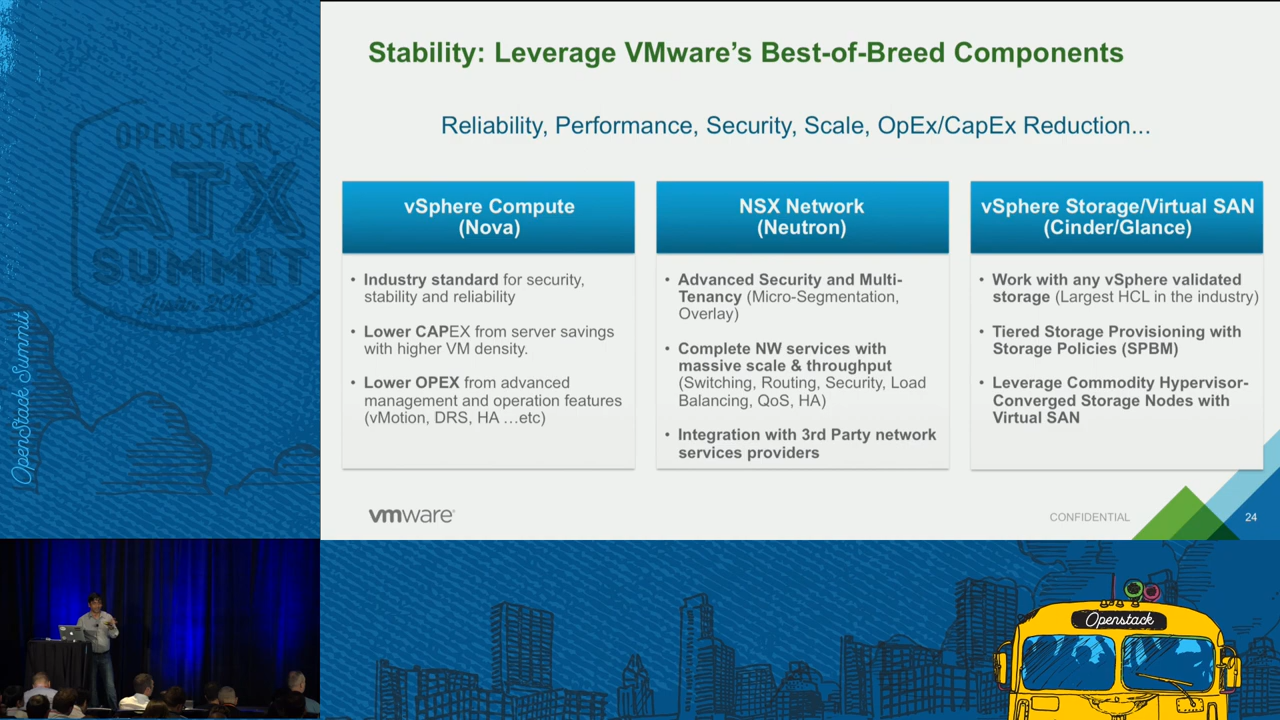 Stability: Leverage VMware's Best-of-Breed Components
Reliability, Performance, Security, Scale, OpEx/CapEx Reduction...
vSphere Compute
(Nova)
• Industry standard for security,
stability and reliability
• Lower CAPEX from server savings
with higher VM density.
• Lower OPEX from advanced
management and operation features
(vMotion, DRS, HA …etc)
NSX Network
(Neutron)
• Advanced Security and Multi-
Tenancy (Micro-Segmentation,
Overlay)
• Complete NW services with
massive scale & throughput
(Switching, Routing, Security, Load
Balancing, QoS, HA)
• Integration with 3rd Party network
services providers
vSphere Storage/Virtual SAN
(Cinder/Glance)
• Work with any vSphere validated
storage (Largest HCL in the industry)
• Tiered Storage Provisioning with
Storage Policies (SPBM)
• Leverage Commodity Hypervisor-
Converged Storage Nodes with
Virtual SAN
vmware
CONFIDENTIAL
24
OPENSTACK
ATX
SUMMIT
Austin
OpenStack Summit
Openstack